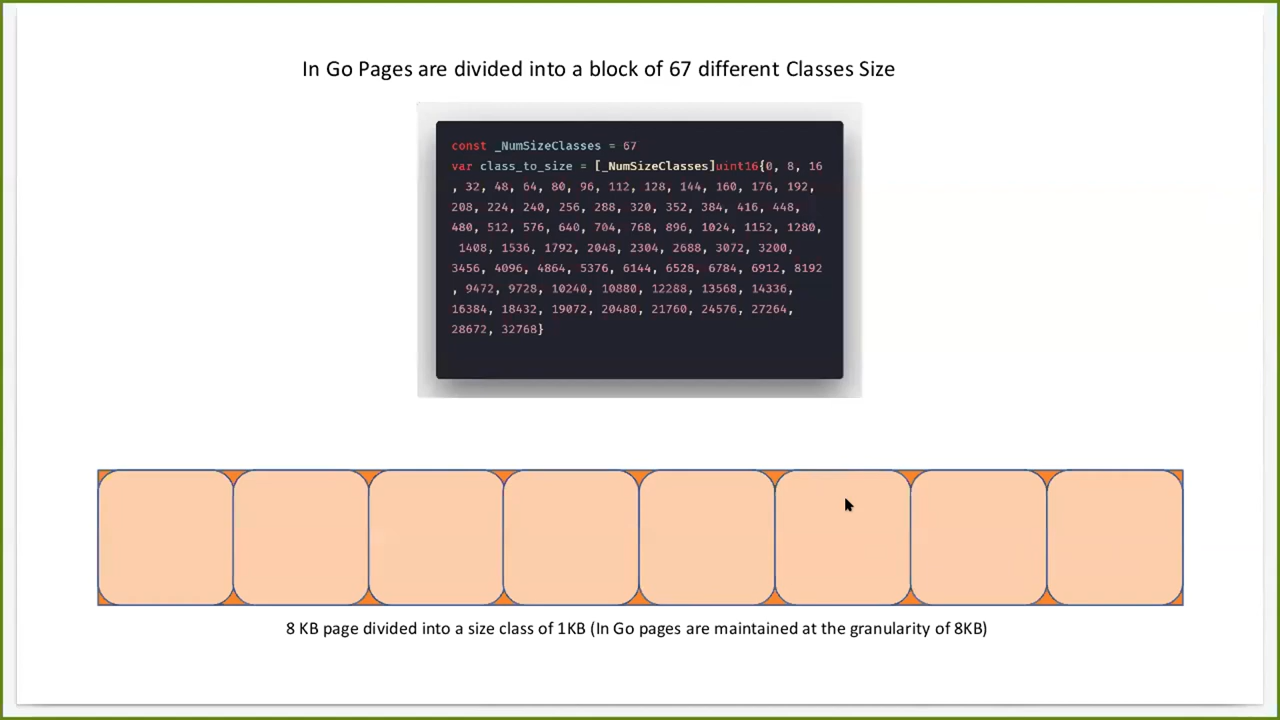 In Go Pages are divided into a block of 67 different Classes Size
const _NumSizeClasses = 67
var class_to_size = [_NumSizeClasses]uint16{0, 8, 16
, 32, 48, 64, 80, 96, 112, 128, 144, 160, 176, 192,
208, 224, 240, 256, 288, 320, 352, 384, 416, 448,
480, 512, 576, 640, 704, 768, 896, 1024, 1152, 1280,
1408, 1536, 1792, 2048, 2304, 2688, 3072, 3200,
3456, 4096, 4864, 5376, 6144, 6528, 6784, 6912, 8192
, 9472, 9728, 10240, 10880, 12288, 13568, 14336,
16384, 18432, 19072, 20480, 21760, 24576, 27264,
28672, 32768}
8 KB page divided into a size class of 1KB (In Go pages are maintained at the granularity of 8KB)